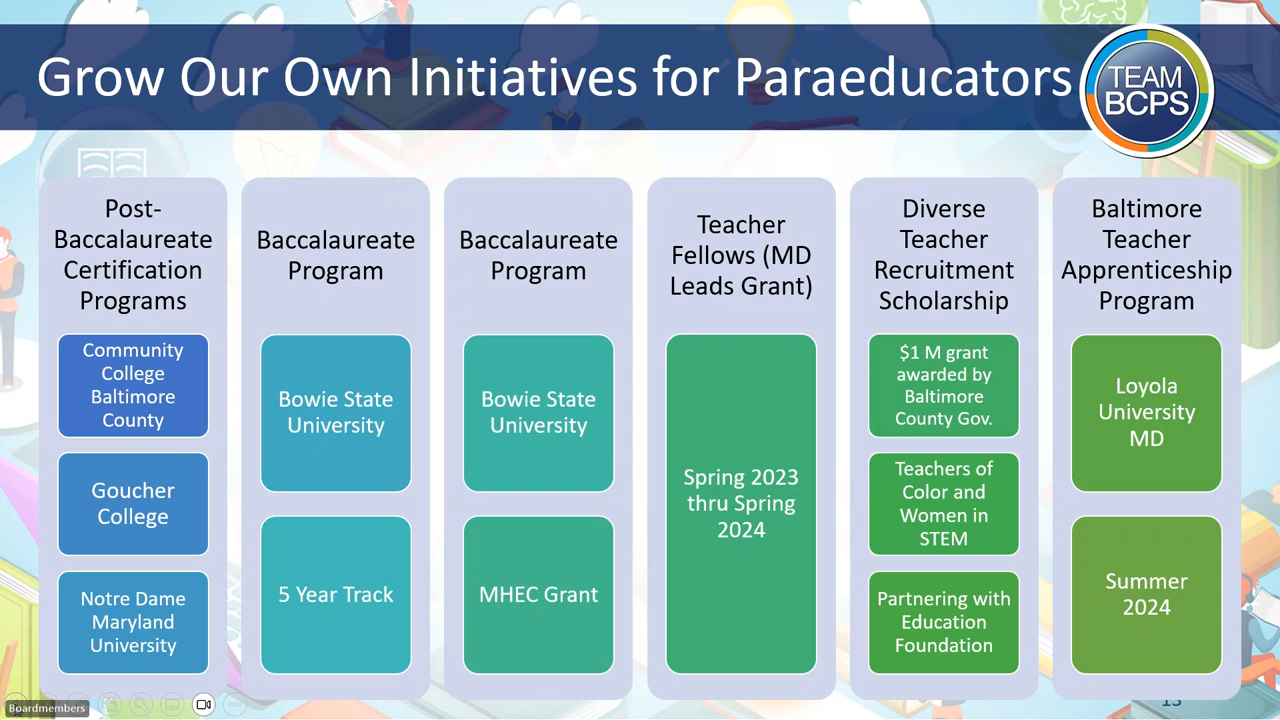 Grow Our Own Initiatives for Paraeducators
TEAM
BCPS
Post-
Baccalaureate
Certification
Programs
Community
College
Baltimore
County
Goucher
College
Notre Dame
Maryland
University
Baccalaureate
Program
Bowie State
University
5 Year Track
Baccalaureate
Program
Bowie State
University
MHEC Grant
Teacher
Fellows (MD
Leads Grant)
Spring 2023
thru Spring
2024
Diverse
Teacher
Recruitment
Scholarship
$1 M grant
awarded by
Baltimore
County Gov.
Teachers of
Color and
Women in
STEM
Partnering with
Education
Foundation
Baltimore
Teacher
Apprenticeship
Program
Loyola
University
MD
Summer
2024
Boardmembers